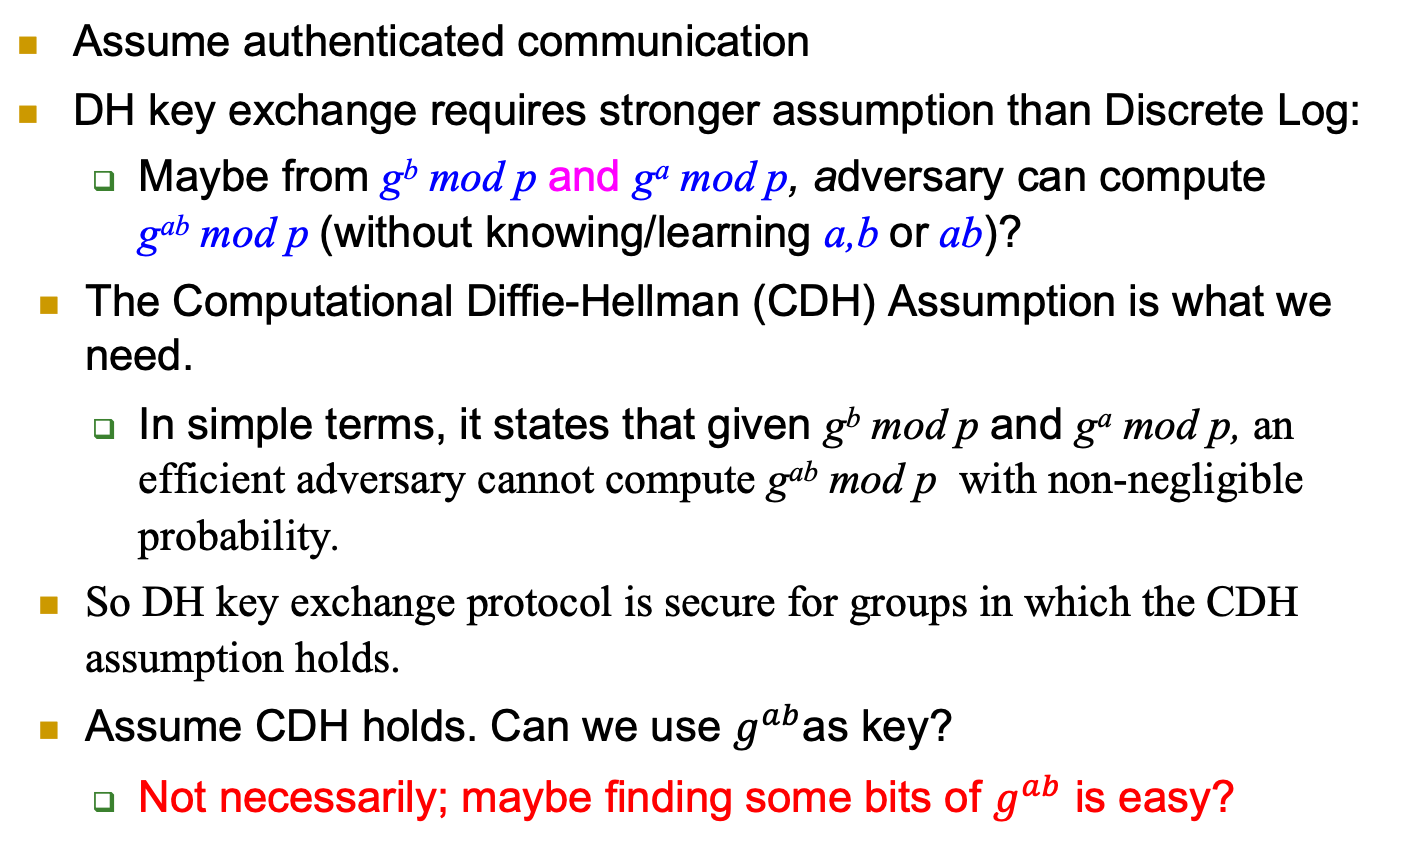 Assume authenticated communication
DH key exchange requires stronger assumption than Discrete Log:
Maybe from g^b mod p and g^a mod p, adversary can compute
g^ab mod p (without knowing/learning a,b or ab)?
The Computational Diffie-Hellman (CDH) Assumption is what we
need.
In simple terms, it states that given g^b mod p and g^a mod p, an
efficient adversary cannot compute g^ab mod p with non-negligible
probability.
So DH key exchange protocol is secure for groups in which the CDH
assumption holds.
Assume CDH holds. Can we use g^ab as key?
Not necessarily; maybe finding some bits of g^ab is easy?